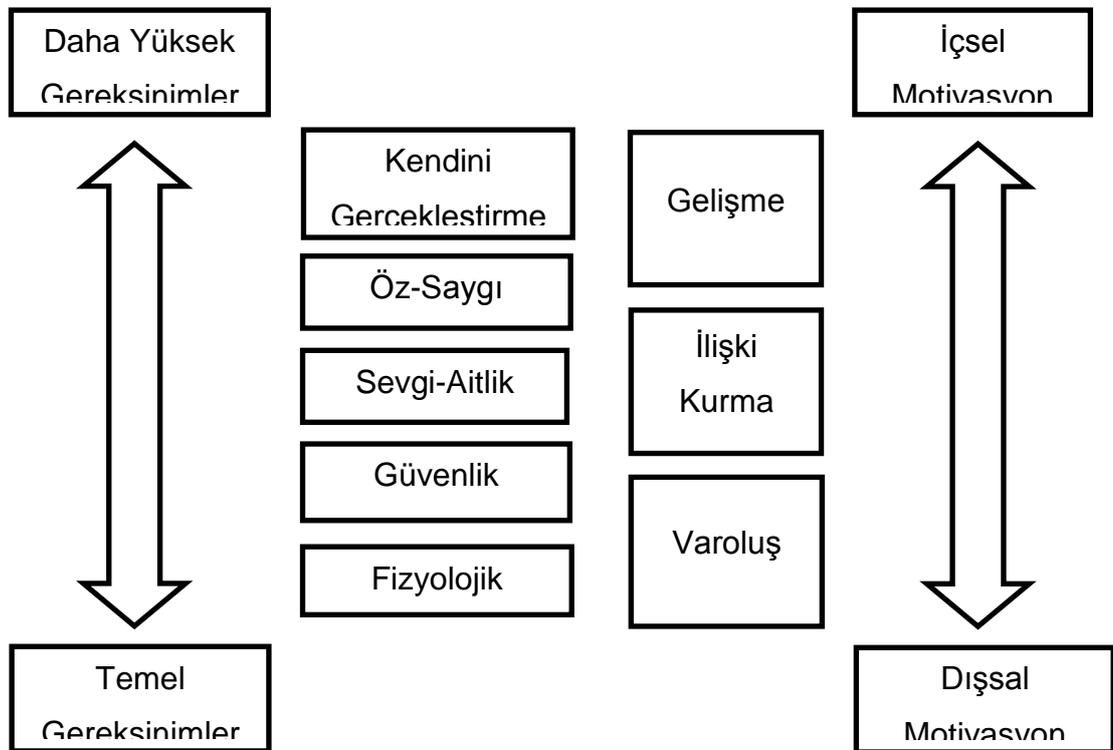 Daha Yüksek
Gereksinimler
İçsel
Motivasyon
Kendini
Gerçekleştirme
Öz-Saygı
Sevgi-Aitlik
Güvenlik
Fizyolojik
Gelişme
İlişki
Kurma
Varoluş
Temel
Gereksinimler
Dışsal
Motivasyon